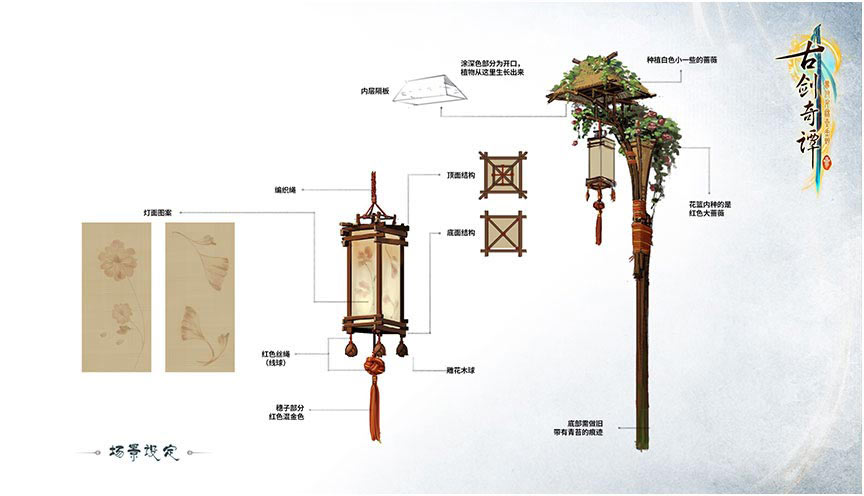 涂深色部分为开口,
植物从这里生长出来
种植白色小一些的蔷薇
内层隔板
古剑奇谭
顶面结构
编织绳
灯面图案
花篮内种的是
红色大蔷薇
底面结构
红色丝绳
(线球)
雕花木球
穗子部分
红色混金色
底部需做旧
带有青苔的痕迹
场景设定